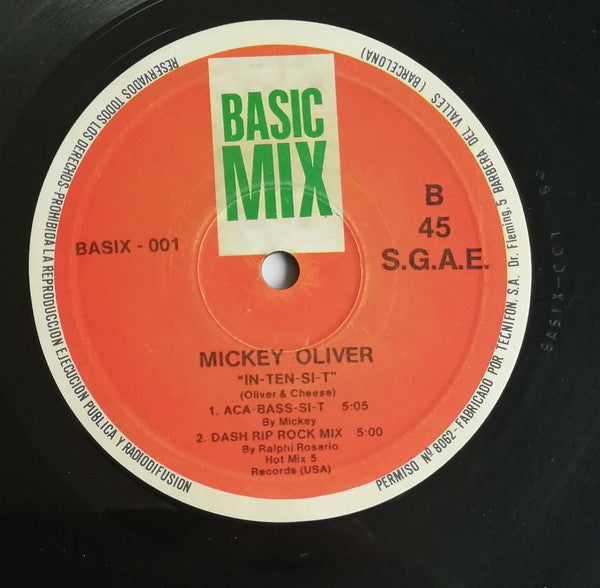 BASIC
MIX
B
45
S.G.A.E.
BASIX - 001
MICKEY OLIVER
"IN-TEN-SI-T"
(Oliver & Cheese)
1. ACA-BASS-SI-T 5:05
By Mickey
2. DASH RIP ROCK MIX 5:00
By Ralphi Rosario
Hot Mix 5
Records (USA)
RESERVADOS TODOS LOS DERECHOS-PROHIBIDA LA REPRODUCCION EJECUCION PUBLICA Y RADIODIFUSION
PERMISO Nº 8062-FABRICADO POR TECNIFON, S.A. Dr. Fleming, 5 BARBERA DEL VALLES (BARCELONA)
BASIX-001